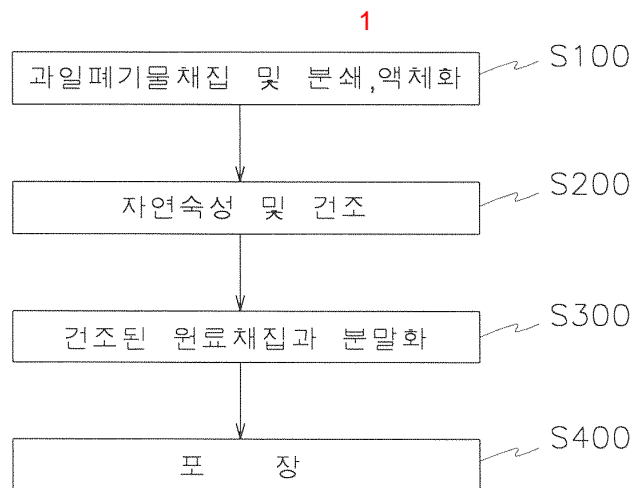 1
과일폐기물채집 및 분쇄,액체화
S100
자연숙성 및 건조
S200
건조된 원료채집과 분말화
S300
포 장
S400